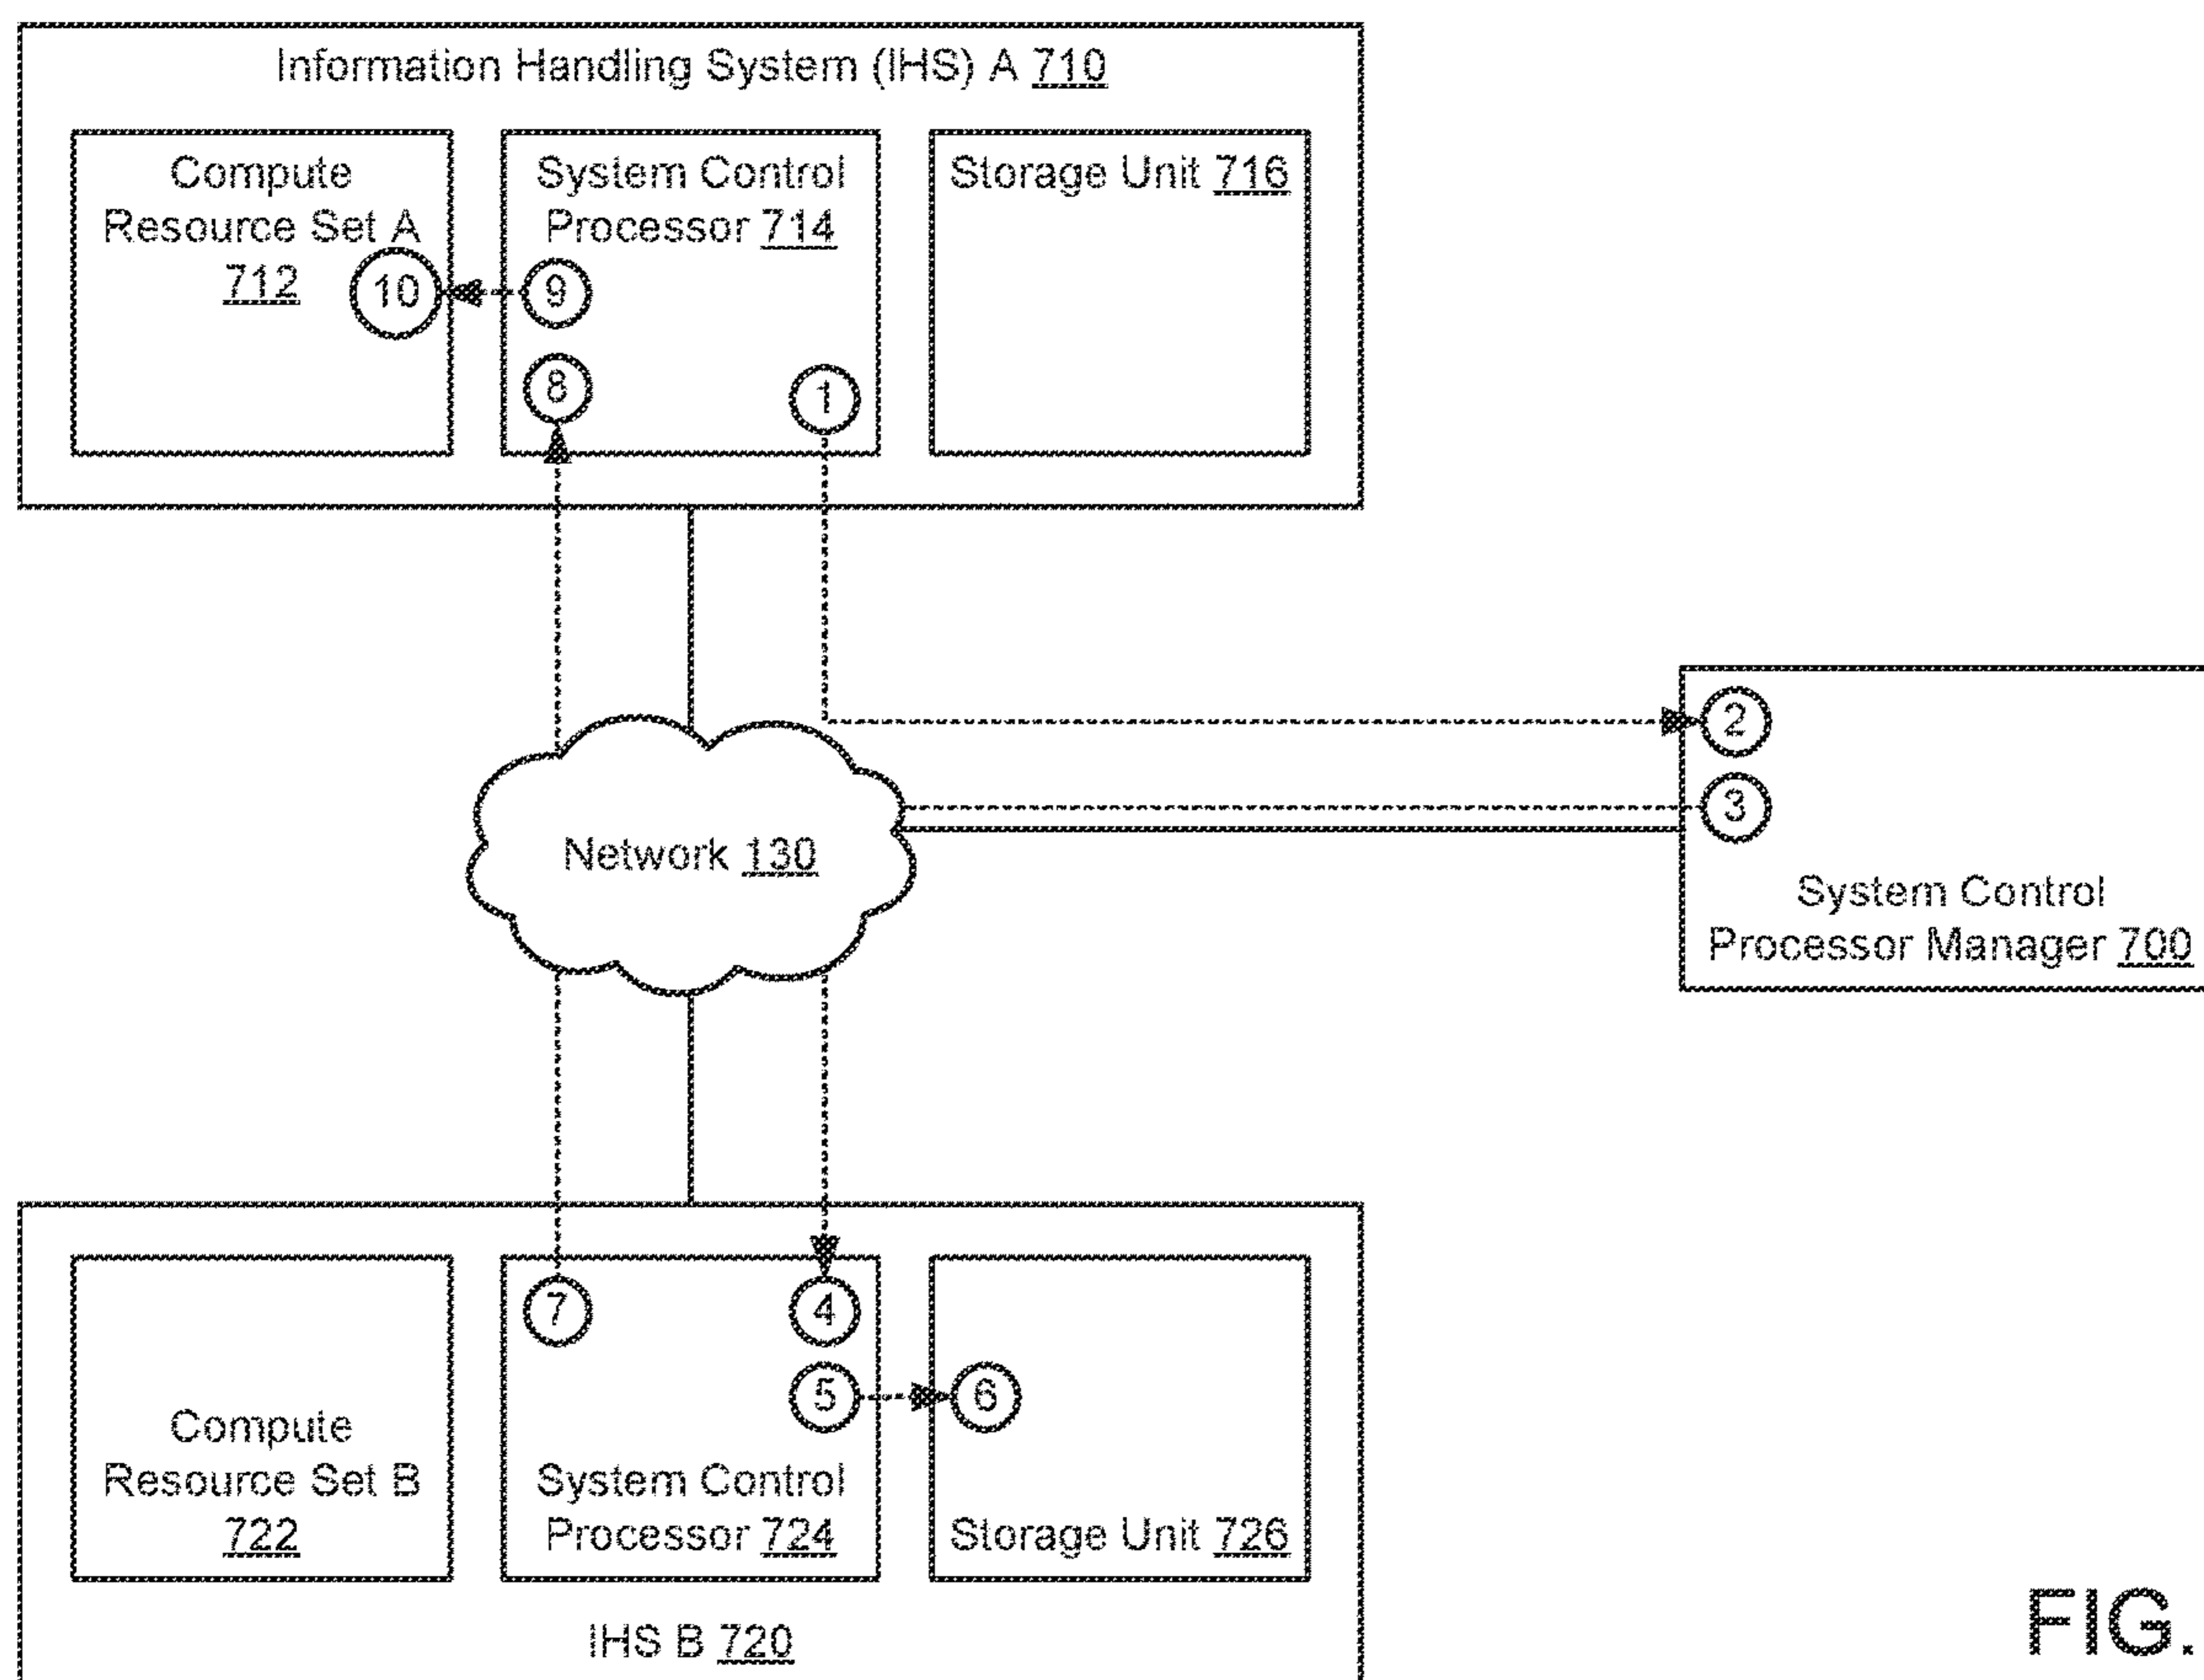 Information Handling System (IHS) A 710
Compute
Resource Set A
712
10
System Control
Processor 714
9
8
1
Storage Unit 716
2
3
System Control
Processor Manager 700
Network 130
7
4
5
6
Compute
Resource Set B
722
System Control
Processor 724
Storage Unit 726
IHS B 720
FIG.